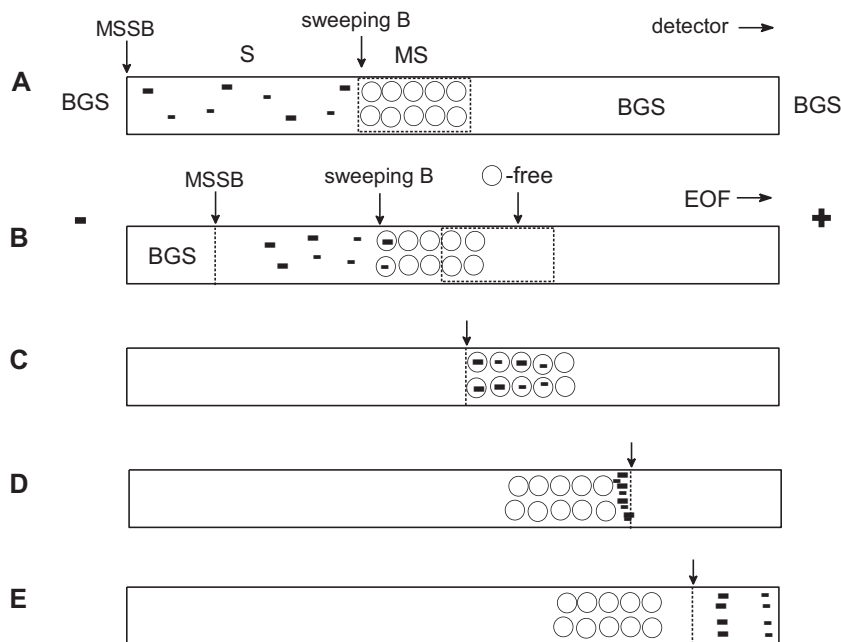 MSSB
sweeping B
detector
S
MS
A
BGS
BGS
BGS
MSSB
sweeping B
-free
EOF
-
+
B
BGS
C
D
E